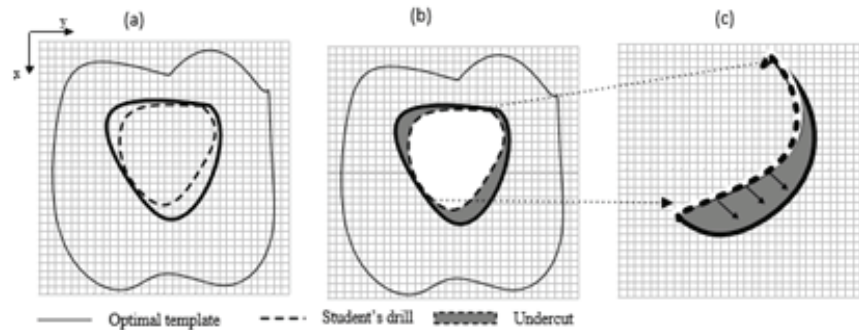 (a)
(b)
(c)
y
x
Optimal template
Student's drill
Undercut